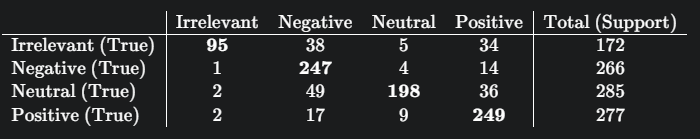 Irrelevant Negative Neutral Positive Total (Support)
Irrelevant (True) 95 38 5 34 172
Negative (True) 1 247 4 14 266
Neutral (True) 2 49 198 36 285
Positive (True) 2 17 9 249 277